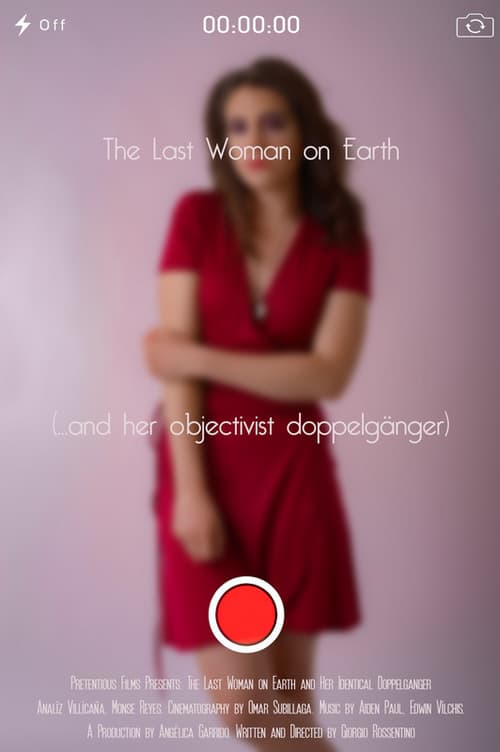 Off 00:00:00
The Last Woman on Earth
(...and her objectivist doppelgänger)
Pretentious Films Presents: The Last Woman on Earth and Her Identical Doppelganger
Analíz Villícaña, Monse Reyes. Cinematography by Omar Subillaga. Music by Aiden Paul, Edwin Vilchis.
A Production by Angélica Garrido. Written and Directed by Giorgio Rossentino